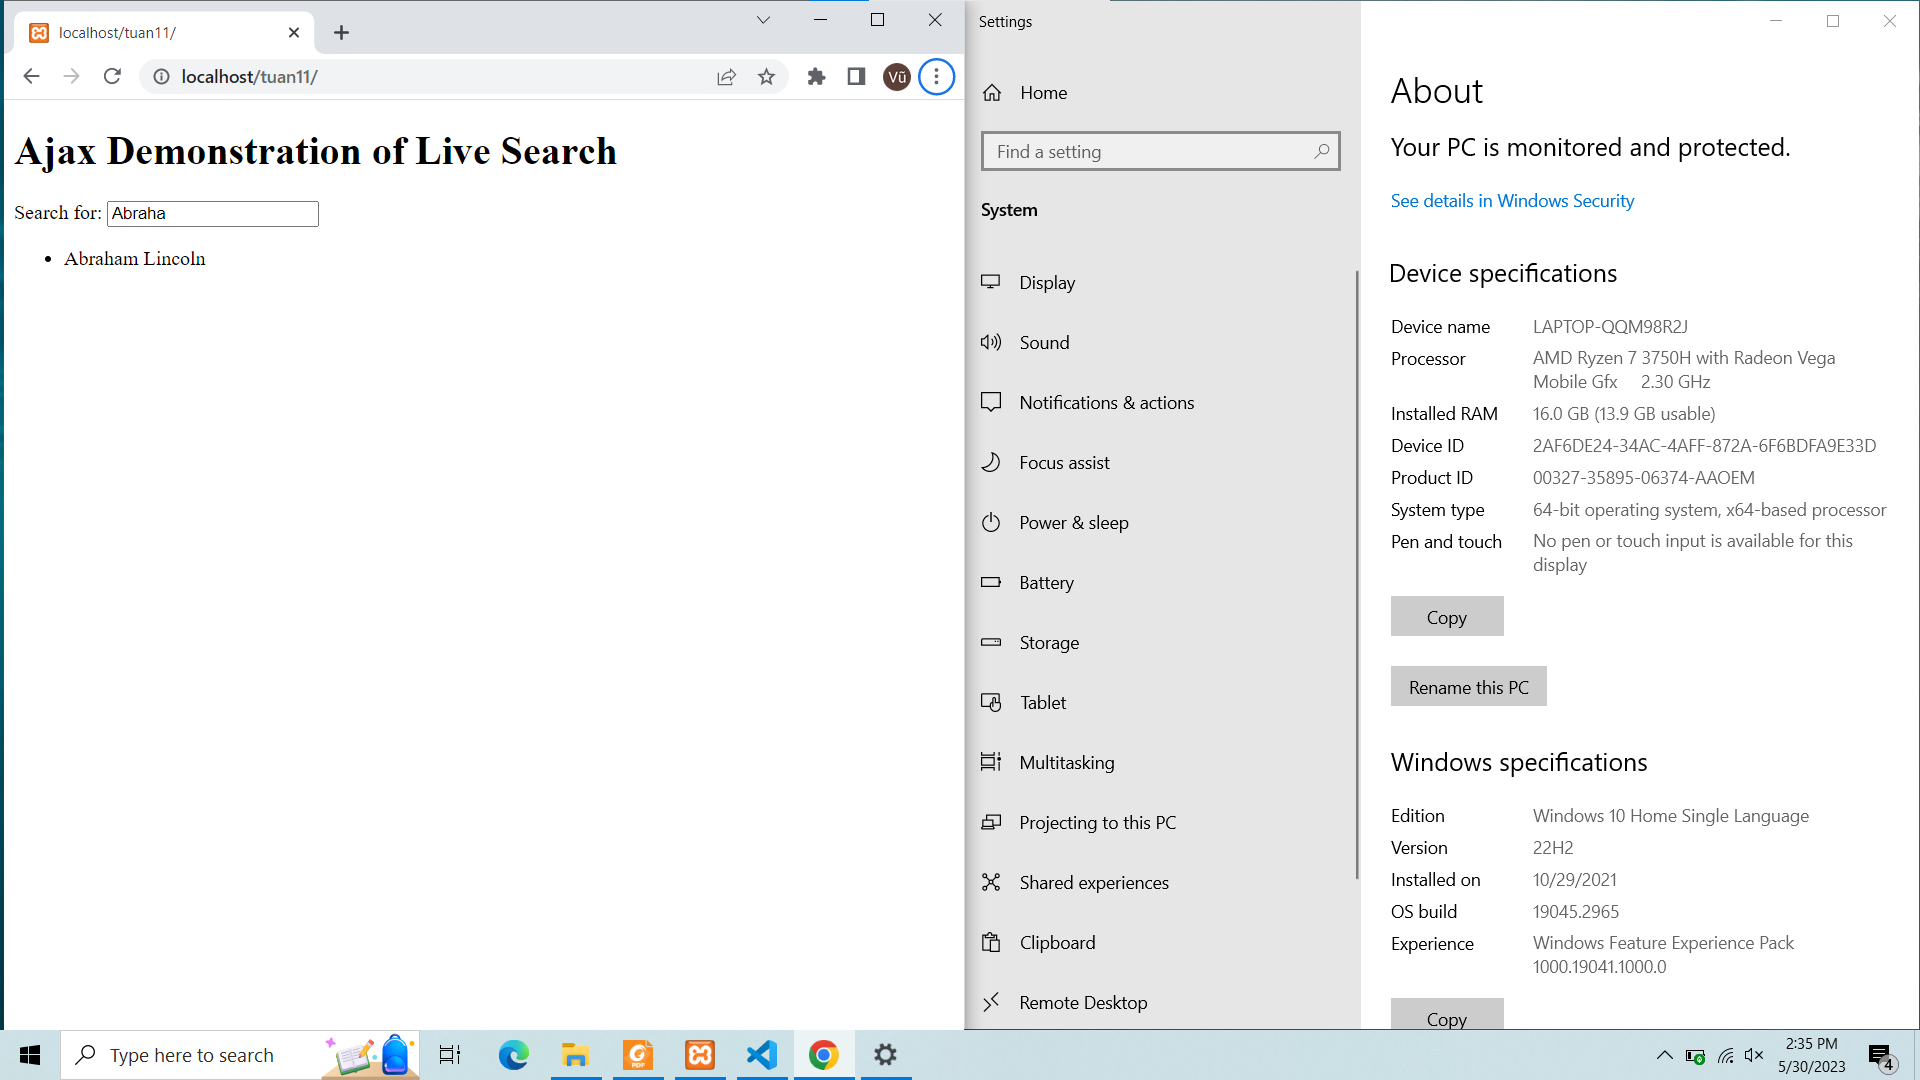 localhost/tuan11/
localhost/tuan11/
Vũ
Ajax Demonstration of Live Search
Search for: Abraha
• Abraham Lincoln
Settings
Home
Find a setting
System
Display
Sound
Notifications & actions
Focus assist
Power & sleep
Battery
Storage
Tablet
Multitasking
Projecting to this PC
Shared experiences
Clipboard
Remote Desktop
About
Your PC is monitored and protected.
See details in Windows Security
Device specifications
Device name LAPTOP-QQM98R2J
Processor AMD Ryzen 7 3750H with Radeon Vega
Mobile Gfx 2.30 GHz
Installed RAM 16.0 GB (13.9 GB usable)
Device ID 2AF6DE24-34AC-4AFF-872A-6F6BDFA9E33D
Product ID 00327-35895-06374-AAOEM
System type 64-bit operating system, x64-based processor
Pen and touch No pen or touch input is available for this
display
Copy
Rename this PC
Windows specifications
Edition Windows 10 Home Single Language
Version 22H2
Installed on 10/29/2021
OS build 19045.2965
Experience Windows Feature Experience Pack
1000.19041.1000.0
Copy
Type here to search
PDF
2:35 PM
5/30/2023
4